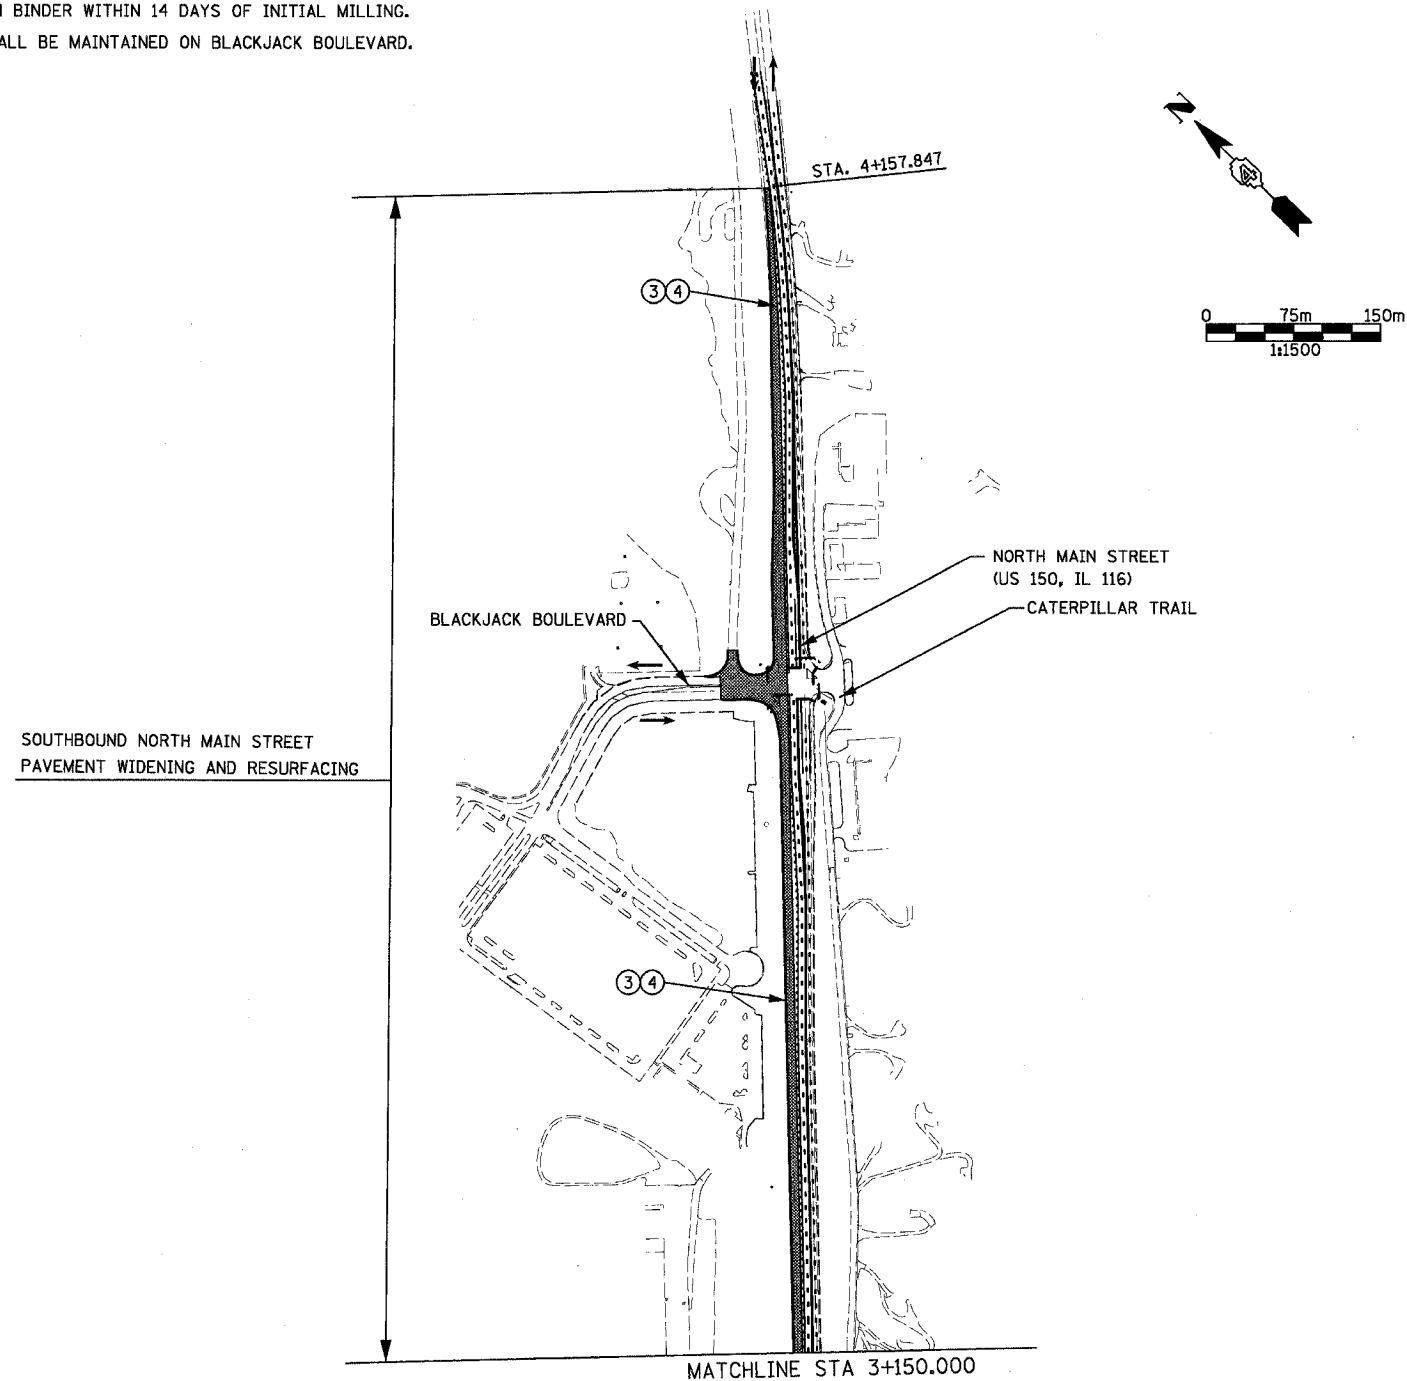 BINDER WITHIN 14 DAYS OF INITIAL MILLING.
ALL BE MAINTAINED ON BLACKJACK BOULEVARD.
N
4
STA. 4+157.847
3 4
0 75m 150m
1:1500
NORTH MAIN STREET
(US 150, IL 116)
CATERPILLAR TRAIL
BLACKJACK BOULEVARD
SOUTHBOUND NORTH MAIN STREET
PAVEMENT WIDENING AND RESURFACING
3 4
MATCHLINE STA 3+150.000